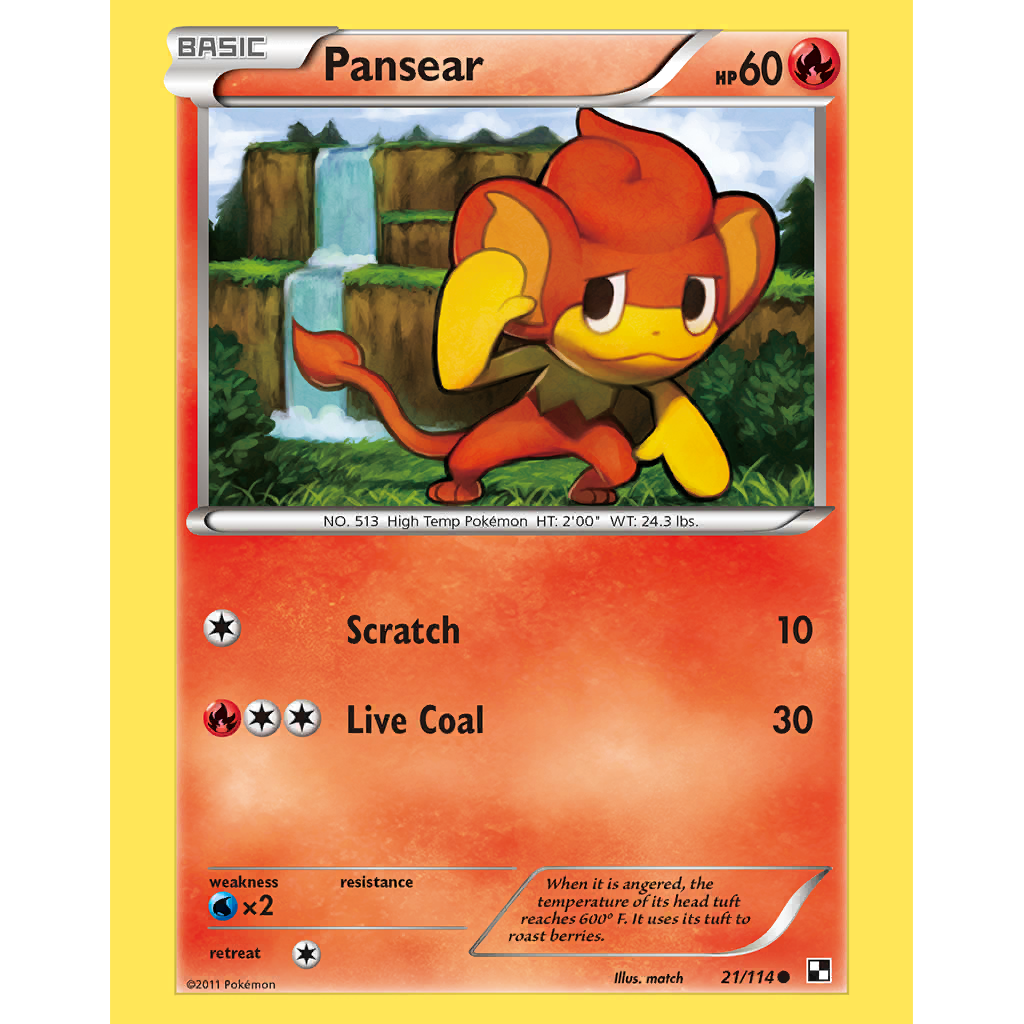 BASIC Pansear HP60
NO. 513 High Temp Pokémon HT: 2'00" WT: 24.3 lbs.
Scratch 10
Live Coal 30
weakness resistance
×2
retreat
When it is angered, the
temperature of its head tuft
reaches 600º F. It uses its tuft to
roast berries.
©2011 Pokémon
Illus. match 21/114